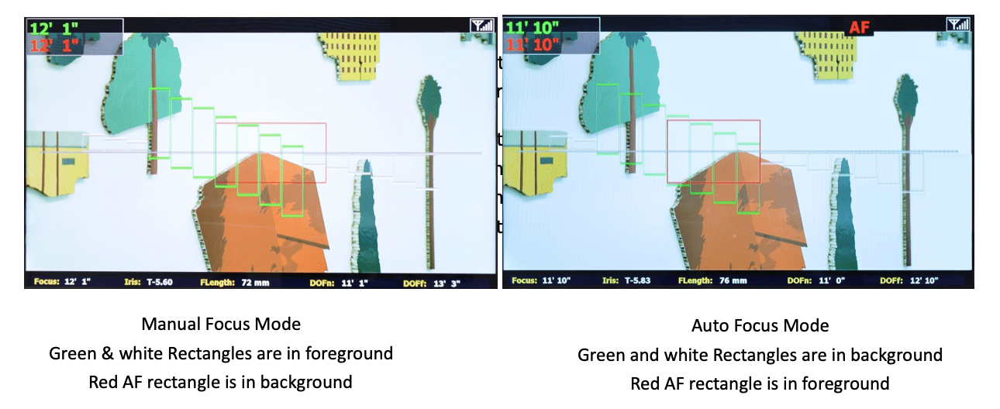 12' 1"
12' 1"
Focus: 12' 1" Iris: T-5.60 FLength: 72 mm DOFn: 11' 1" DOFf: 13' 3"
11' 10"
11' 10"
AF
Focus: 11' 10" Iris: T-5.83 FLength: 76 mm DOFn: 11' 0" DOFf: 12' 10"
Manual Focus Mode
Green & white Rectangles are in foreground
Red AF rectangle is in background
Auto Focus Mode
Green and white Rectangles are in background
Red AF rectangle is in foreground